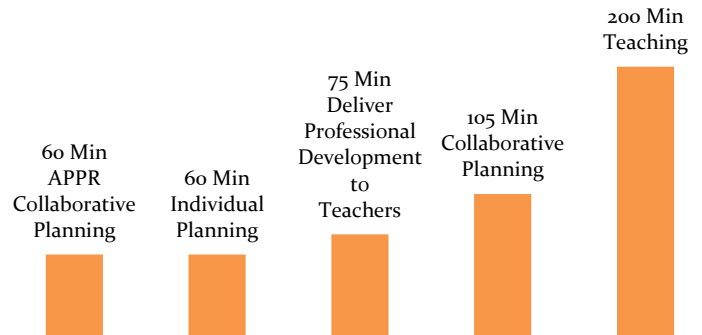 60 Min
APPR
Collaborative
Planning
60 Min
Individual
Planning
75 Min
Deliver
Professional
Development
to
Teachers
105 Min
Collaborative
Planning
200 Min
Teaching